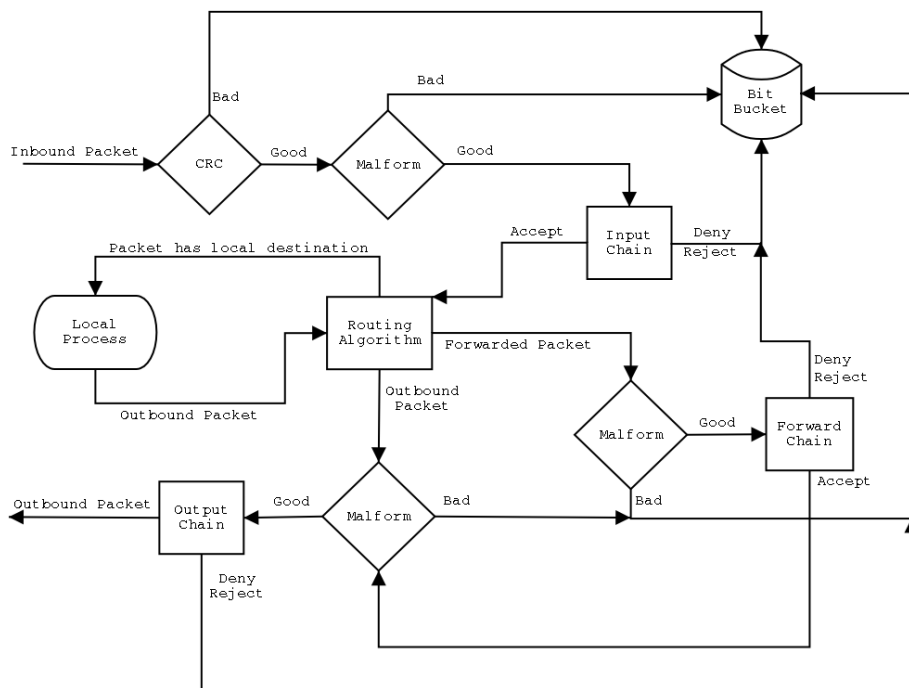 Bit
Bucket
Bad
Bad
Inbound Packet
CRC
Good
Malform
Good
Packet has local destination
Accept
Input
Chain
Deny
Reject
Local
Process
Routing
Algorithm
Forwarded Packet
Outbound Packet
Outbound
Packet
Deny
Reject
Malform
Good
Forward
Chain
Accept
Outbound Packet
Output
Chain
Good
Malform
Bad
Bad
Deny
Reject